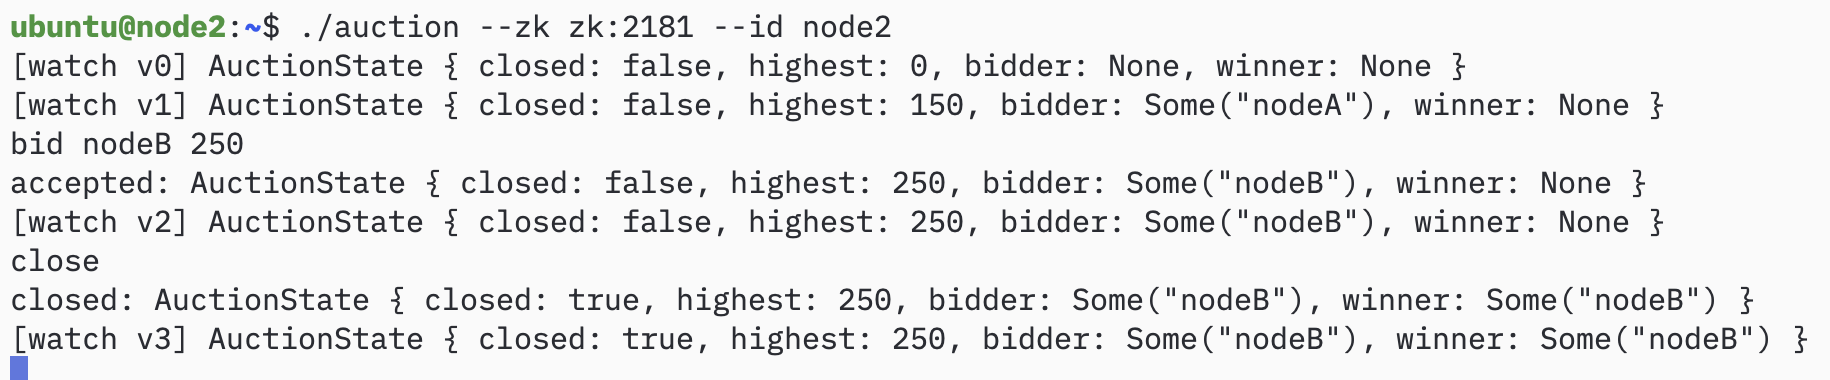 ubuntu@node2:~$ ./auction --zk zk:2181 --id node2
[watch v0] AuctionState { closed: false, highest: 0, bidder: None, winner: None }
[watch v1] AuctionState { closed: false, highest: 150, bidder: Some("nodeA"), winner: None }
bid nodeB 250
accepted: AuctionState { closed: false, highest: 250, bidder: Some("nodeB"), winner: None }
[watch v2] AuctionState { closed: false, highest: 250, bidder: Some("nodeB"), winner: None }
close
closed: AuctionState { closed: true, highest: 250, bidder: Some("nodeB"), winner: Some("nodeB") }
[watch v3] AuctionState { closed: true, highest: 250, bidder: Some("nodeB"), winner: Some("nodeB") }